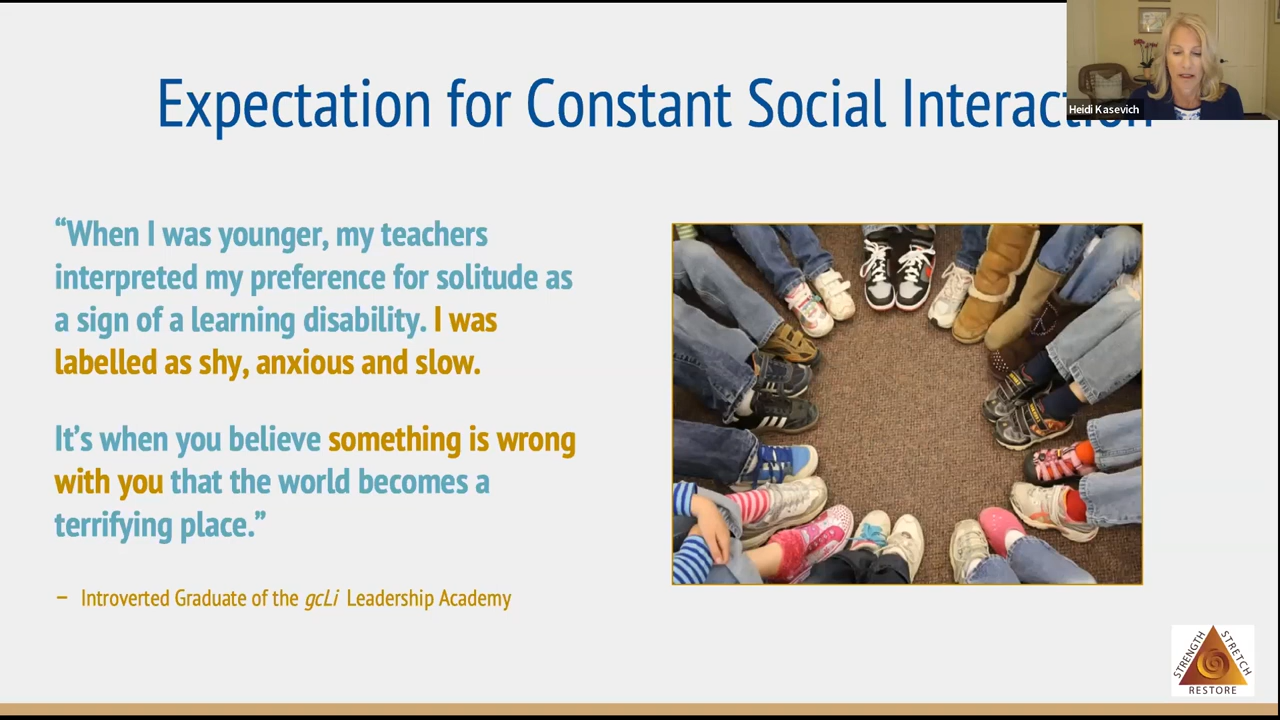 Expectation for Constant Social Interaction
Heidi Kasevich
“When I was younger, my teachers
interpreted my preference for solitude as
a sign of a learning disability. I was
labelled as shy, anxious and slow.
It’s when you believe something is wrong
with you that the world becomes a
terrifying place.”
– Introverted Graduate of the gcLi Leadership Academy
STRENGTH
STRETCH
RESTORE